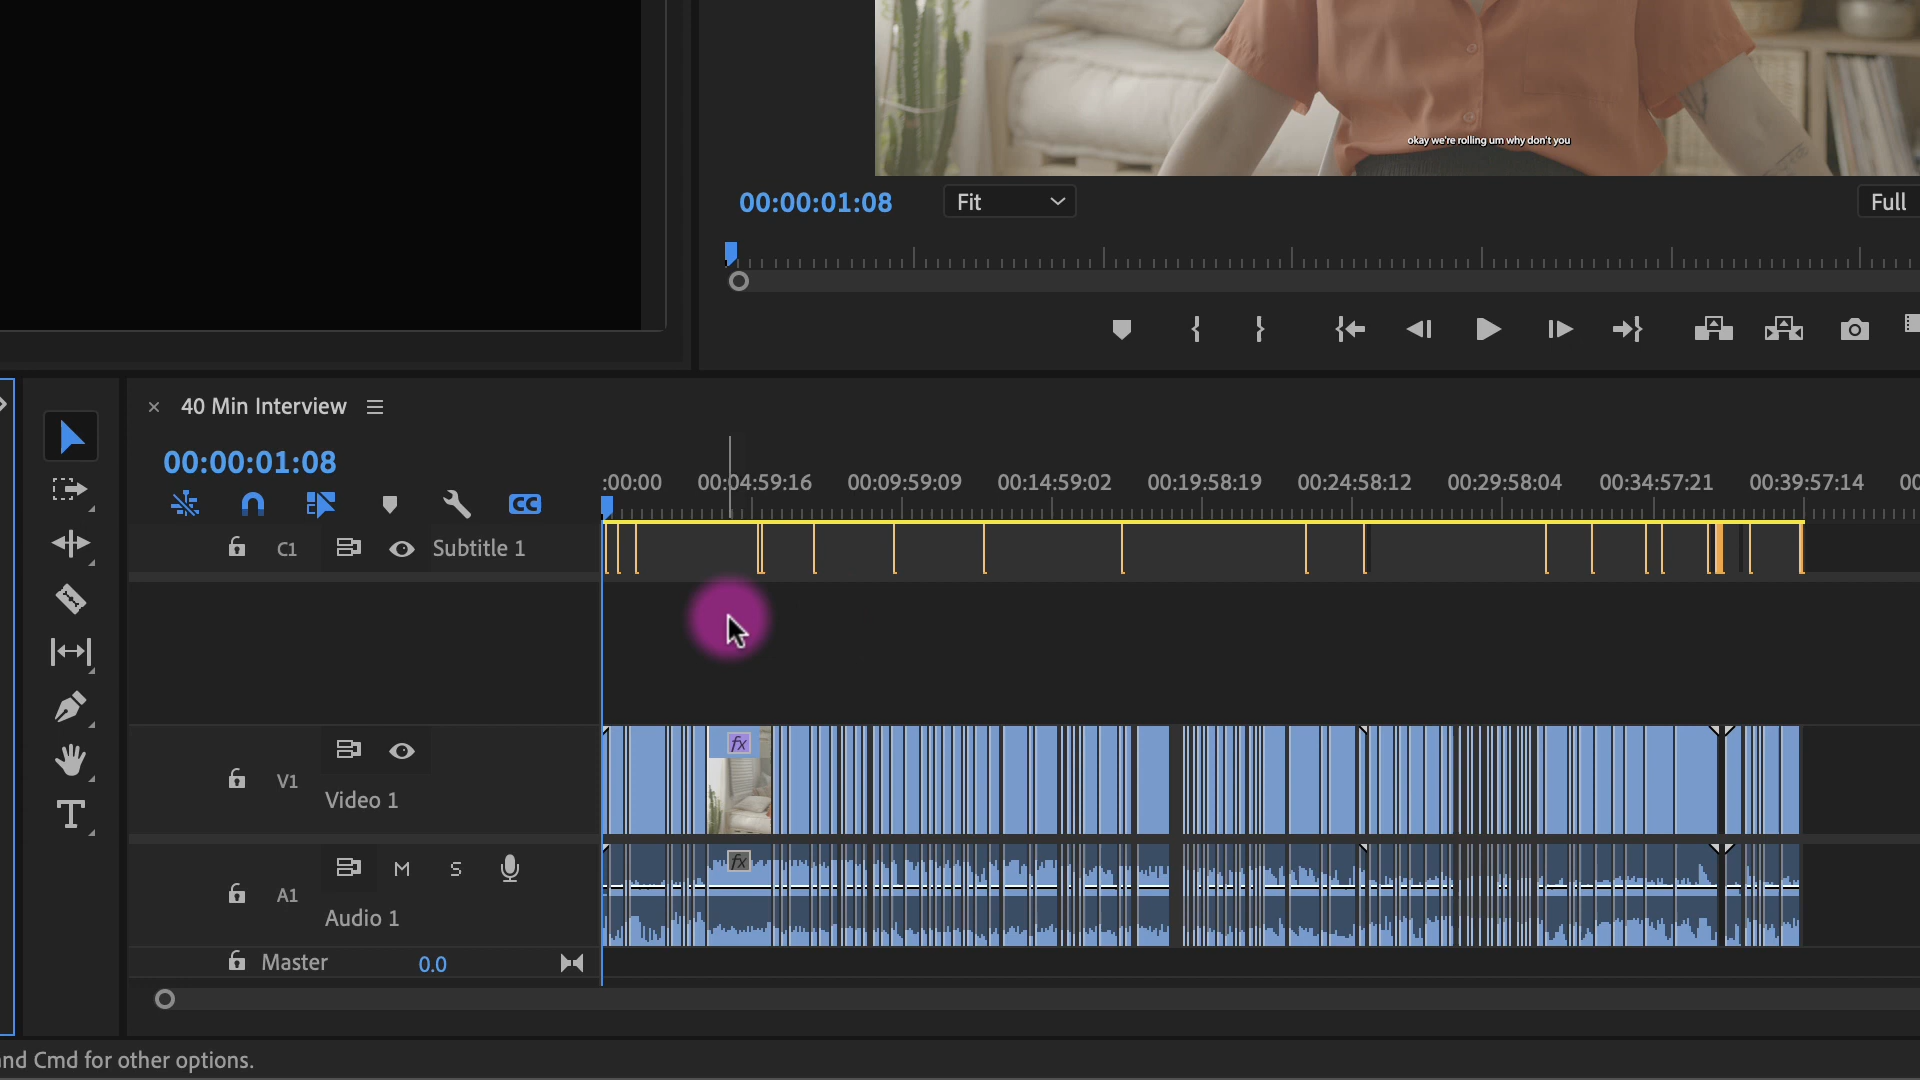 okay we're rolling um why don't you
00:00:01:08
Fit
Full
× 40 Min Interview
00:00:01:08
:00:00
00:04:59:16
00:09:59:09
00:14:59:02
00:19:58:19
00:24:58:12
00:29:58:04
00:34:57:21
00:39:57:14
00
CC
C1
Subtitle 1
fx
V1
Video 1
fx
M
S
A1
Audio 1
Master
0.0
T
nd Cmd for other options.